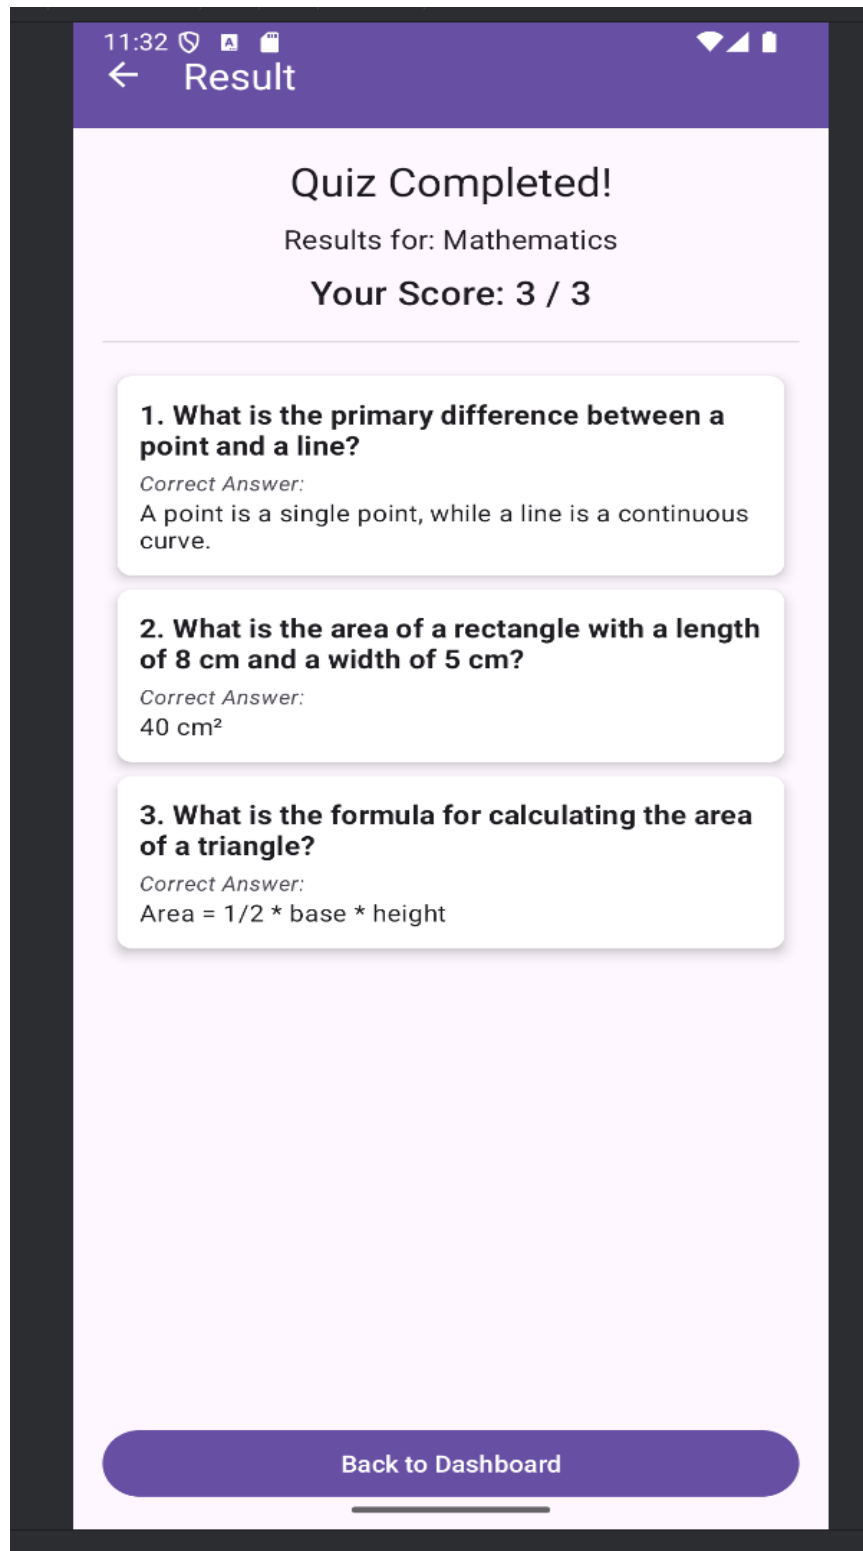 11:32
Result
Quiz Completed!
Results for: Mathematics
Your Score: 3 / 3
1. What is the primary difference between a
point and a line?
Correct Answer:
A point is a single point, while a line is a continuous
curve.
2. What is the area of a rectangle with a length
of 8 cm and a width of 5 cm?
Correct Answer:
40 cm²
3. What is the formula for calculating the area
of a triangle?
Correct Answer:
Area = 1/2 * base * height
Back to Dashboard